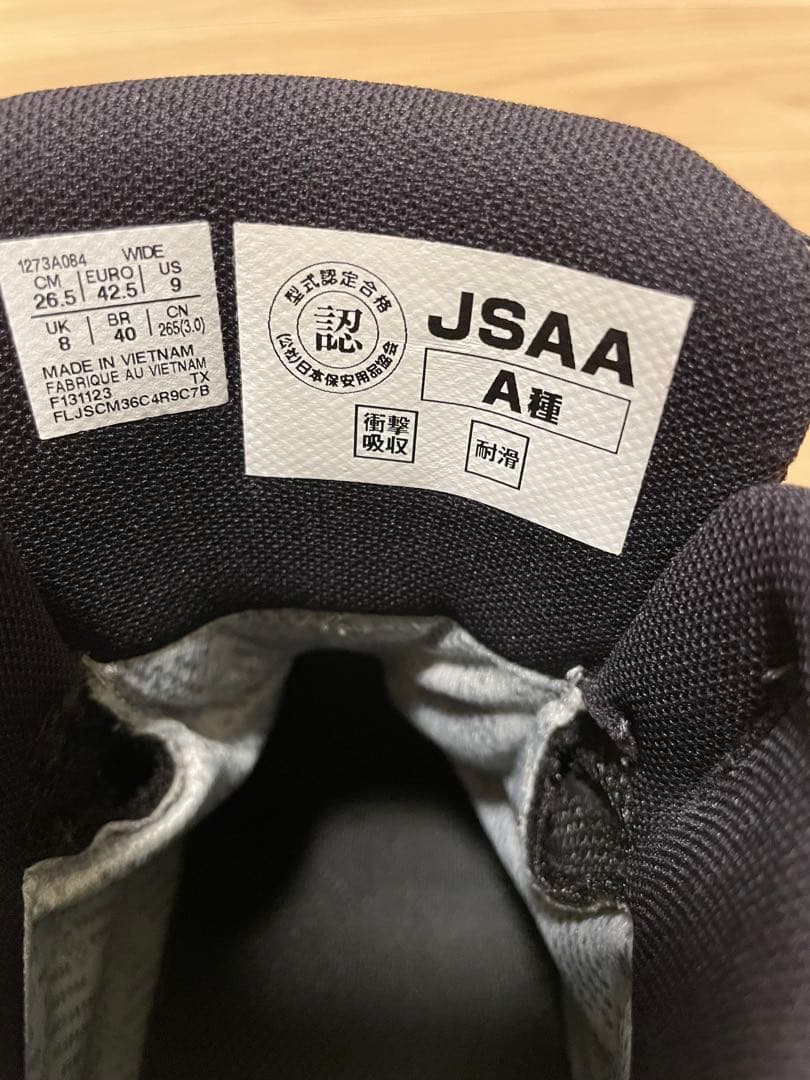 1273A084 WIDE
CM EURO US
26.5 42.5 9
UK BR CN
8 40 265(3.0)
MADE IN VIETNAM
FABRIQUE AU VIETNAM
F131123 TX
FLJSCM36C4R9C7B
型式認定合格
認
(公社)日本保安用品協会
JSAA
A種
衝撃
吸収
耐滑